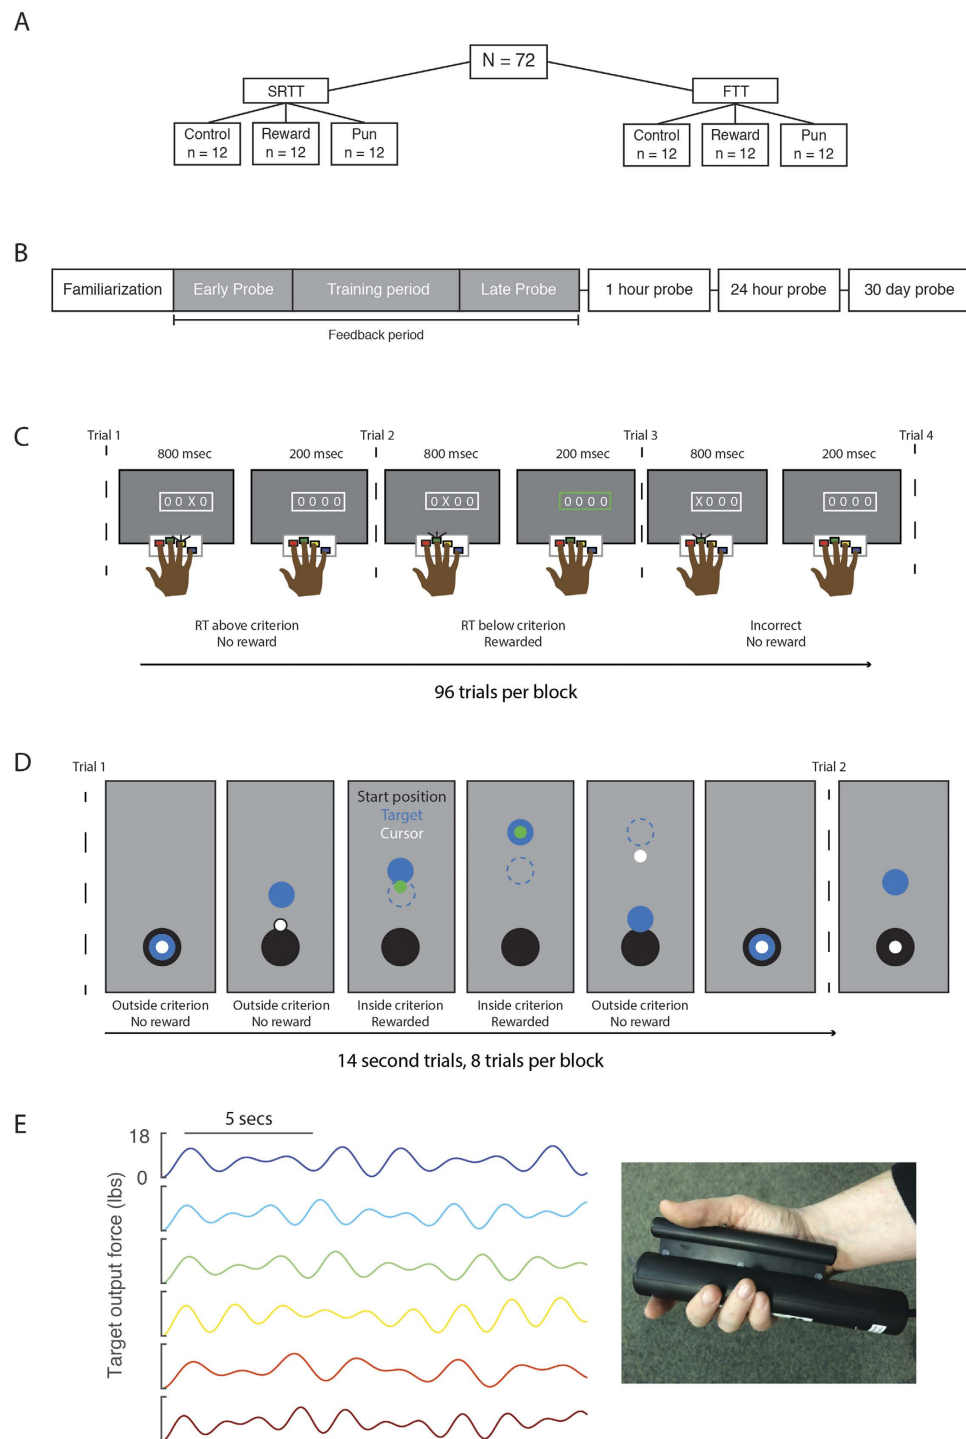 A
N = 72
SRTT
FTT
Control
n = 12
Reward
n = 12
Pun
n = 12
Control
n = 12
Reward
n = 12
Pun
n = 12
B
Familiarization
Early Probe
Training period
Late Probe
1 hour probe
24 hour probe
30 day probe
Feedback period
C
Trial 1
Trial 2
Trial 3
Trial 4
800 msec
200 msec
800 msec
200 msec
800 msec
200 msec
0 0 X 0
0 0 0 0
0 X 0 0
0 0 0 0
X 0 0 0
0 0 0 0
RT above criterion
No reward
RT below criterion
Rewarded
Incorrect
No reward
96 trials per block
D
Trial 1
Trial 2
Start position
Target
Cursor
Outside criterion
No reward
Outside criterion
No reward
Inside criterion
Rewarded
Inside criterion
Rewarded
Outside criterion
No reward
14 second trials, 8 trials per block
E
5 secs
18
0
Target output force (lbs)